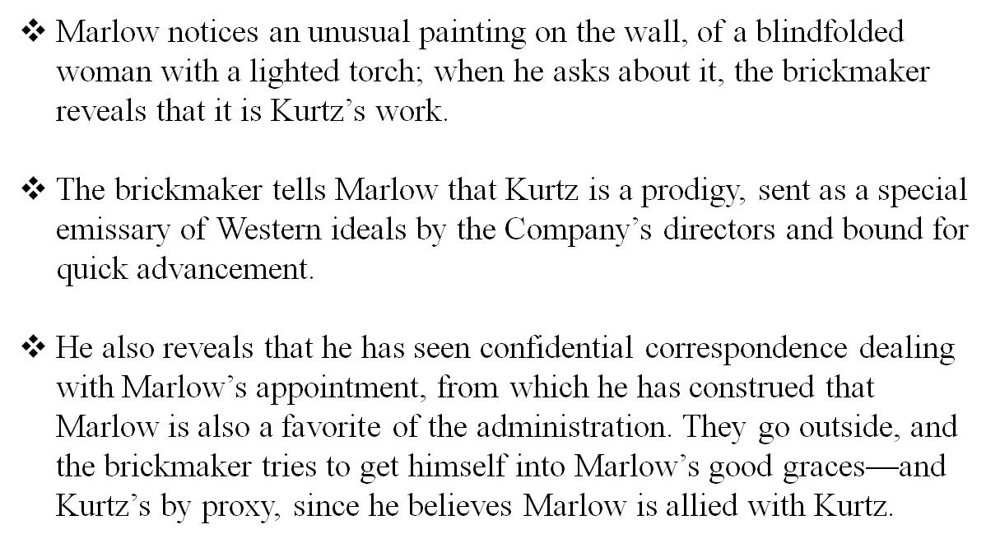 ❖ Marlow notices an unusual painting on the wall, of a blindfolded
woman with a lighted torch; when he asks about it, the brickmaker
reveals that it is Kurtz’s work.
❖ The brickmaker tells Marlow that Kurtz is a prodigy, sent as a special
emissary of Western ideals by the Company’s directors and bound for
quick advancement.
❖ He also reveals that he has seen confidential correspondence dealing
with Marlow’s appointment, from which he has construed that
Marlow is also a favorite of the administration. They go outside, and
the brickmaker tries to get himself into Marlow’s good graces—and
Kurtz’s by proxy, since he believes Marlow is allied with Kurtz.